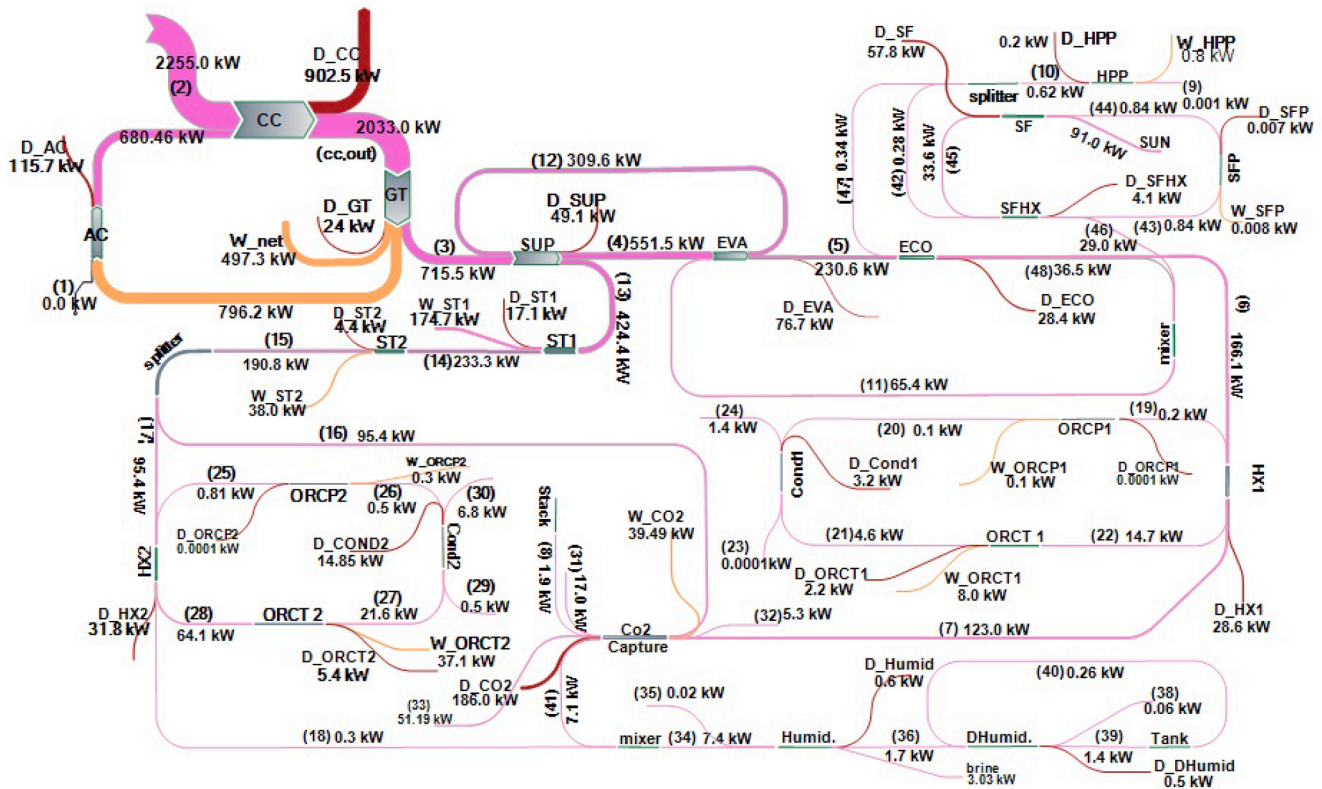 2255.0 kW
(2)
D_CC
902.5 kW
CC
680.46 kW
2033.0 kW
(cc,out)
D_AC
115.7 kW
AC
GT
D_GT
24 kW
W_net
497.3 kW
(1)
0.0 kW
796.2 kW
(3)
715.5 kW
(12) 309.6 kW
D_SUP
49.1 kW
SUP
(4) 551.5 kW
EVA
(13) 424.4 kW
W_ST1
174.7 kW
D_ST1
17.1 kW
ST1
D_ST2
4.4 kW
ST2
(14) 233.3 kW
(15)
190.8 kW
splitter
W_ST2
38.0 kW
(5)
230.6 kW
ECO
D_EVA
76.7 kW
(48) 36.5 kW
D_ECO
28.4 kW
(11) 65.4 kW
mixer
(6) 166.1 kW
D_SF
57.8 kW
0.2 kW
D_HPP
W_HPP
0.8 kW
(10)
0.62 kW
HPP
(9)
0.001 kW
splitter
SF
(44) 0.84 kW
D_SFP
0.007 kW
91.0 kW
SUN
(47) 0.34 kW
(42) 0.28 kW
33.6 kW
(45)
SFP
SFHX
D_SFHX
4.1 kW
W_SFP
0.008 kW
(46)
29.0 kW
(43) 0.84 kW
(17)
95.4 kW
(16) 95.4 kW
(25)
0.81 kW
ORCP2
W_ORCP2
0.3 kW
(26)
0.5 kW
(30)
6.8 kW
D_ORCP2
0.0001 kW
D_COND2
14.85 kW
Cond2
HX2
D_HX2
31.8 kW
(28)
64.1 kW
ORCT 2
(27)
21.6 kW
(29)
0.5 kW
W_ORCT2
37.1 kW
D_ORCT2
5.4 kW
(18) 0.3 kW
Stack
(8) 1.9 kW
(31) 17.0 kW
W_CO2
39.49 kW
Co2
Capture
(32) 5.3 kW
(7) 123.0 kW
D_CO2
186.0 kW
(33)
51.19 kW
(41)
7.1 kW
(24)
1.4 kW
(20) 0.1 kW
ORCP1
(19) 0.2 kW
Cond1
D_Cond1
3.2 kW
W_ORCP1
0.1 kW
D_ORCP1
0.0001 kW
HX1
(23)
0.0001kW
(21) 4.6 kW
ORCT 1
(22) 14.7 kW
D_ORCT1
2.2 kW
W_ORCT1
8.0 kW
D_HX1
28.6 kW
(35) 0.02 kW
mixer
(34) 7.4 kW
Humid.
D_Humid
0.6 kW
(36)
1.7 kW
brine
3.03 kW
DHumid.
(40) 0.26 kW
(38)
0.06 kW
(39)
1.4 kW
Tank
D_DHumid
0.5 kW